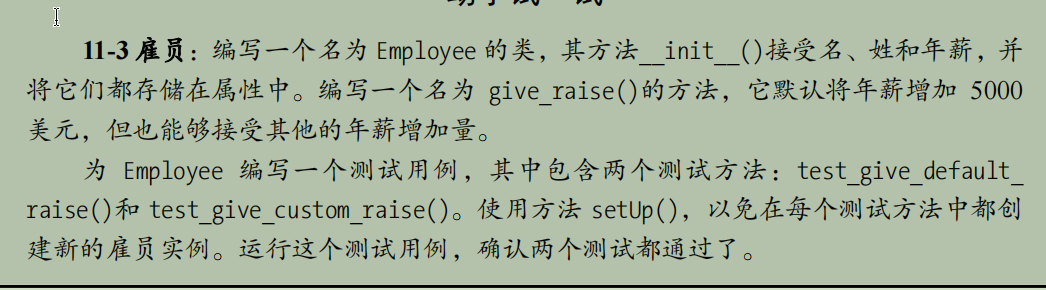 11-3 雇员：编写一个名为 Employee 的类，其方法__init__()接受名、姓和年薪，并
将它们都存储在属性中。编写一个名为 give_raise()的方法，它默认将年薪增加 5000
美元，但也能够接受其他的年薪增加量。
为 Employee 编写一个测试用例，其中包含两个测试方法：test_give_default_
raise()和 test_give_custom_raise()。使用方法 setUp()，以免在每个测试方法中都创
建新的雇员实例。运行这个测试用例，确认两个测试都通过了。